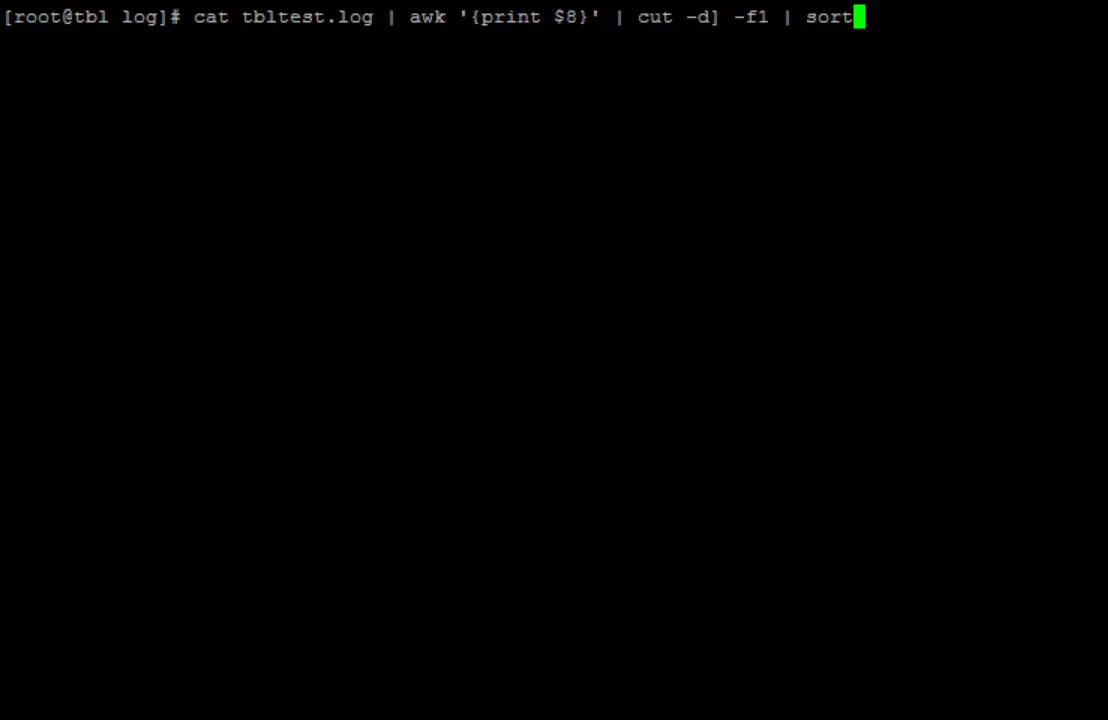 [root@tbl log]# cat tbltest.log | awk '{print $8}' | cut -d] -f1 | sort